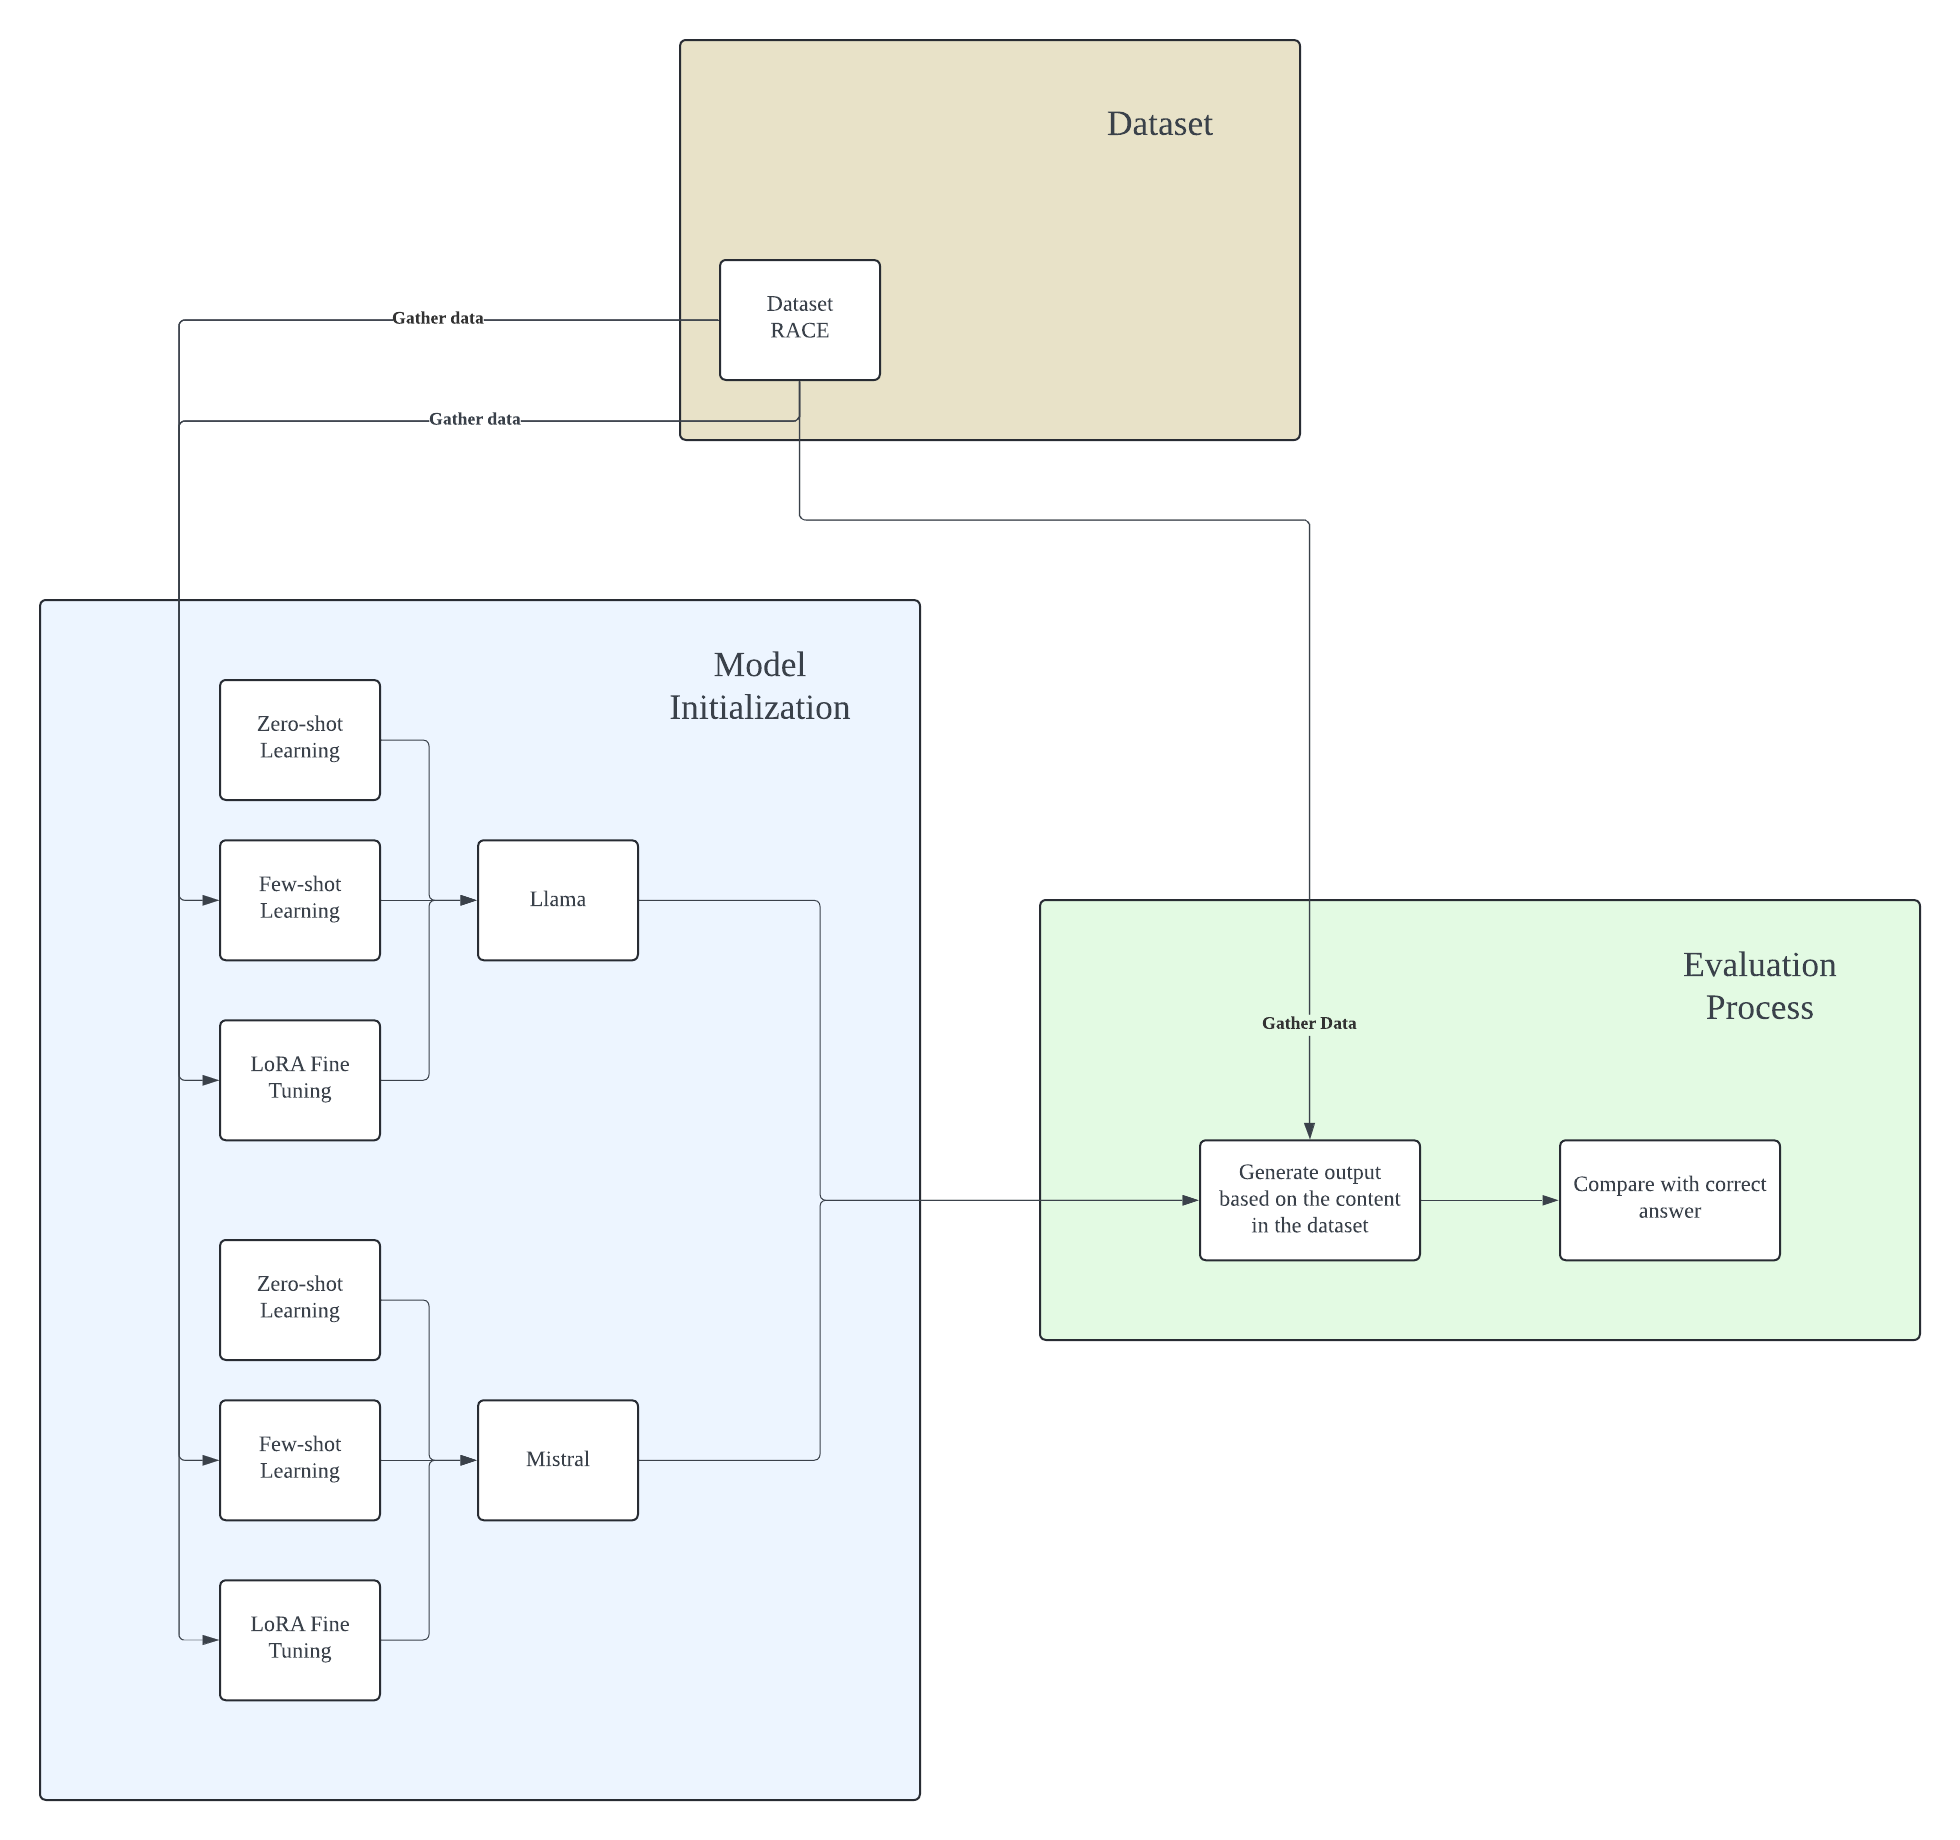 Dataset
Dataset
RACE
Gather data
Gather data
Model
Initialization
Zero-shot
Learning
Few-shot
Learning
Llama
LoRA Fine
Tuning
Zero-shot
Learning
Few-shot
Learning
Mistral
LoRA Fine
Tuning
Evaluation
Process
Gather Data
Generate output
based on the content
in the dataset
Compare with correct
answer